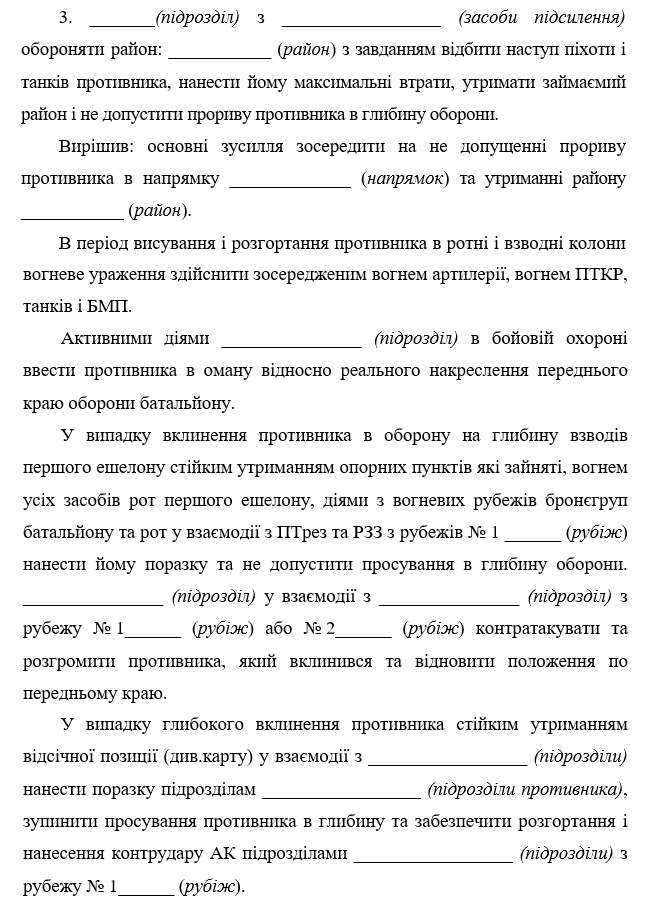 3. _______(підрозділ) з _________________ (засоби підсилення)
обороняти район: ___________ (район) з завданням відбити наступ піхоти і
танків противника, нанести йому максимальні втрати, утримати займаємий
район і не допустити прориву противника в глибину оборони.
Вирішив: основні зусилля зосередити на не допущенні прориву
противника в напрямку _____________ (напрямок) та утриманні району
___________ (район).
В період висування і розгортання противника в ротні і взводні колони
вогневе ураження здійснити зосередженим вогнем артилерії, вогнем ПТКР,
танків і БМП.
Активними діями _______________ (підрозділ) в бойовій охороні
ввести противника в оману відносно реального накреслення переднього
краю оборони батальйону.
У випадку вклинення противника в оборону на глибину взводів
першого ешелону стійким утриманням опорних пунктів які зайняті, вогнем
усіх засобів рот першого ешелону, діями з вогневих рубежів бронєгруп
батальйону та рот у взаємодії з ПТрез та РЗЗ з рубежів № 1 ______ (рубіж)
нанести йому поразку та не допустити просування в глибину оборони.
_______________ (підрозділ) у взаємодії з _______________ (підрозділ) з
рубежу № 1______ (рубіж) або № 2______ (рубіж) контратакувати та
розгромити противника, який вклинився та відновити положення по
передньому краю.
У випадку глибокого вклинення противника стійким утриманням
відсічної позиції (див.карту) у взаємодії з _________________ (підрозділи)
нанести поразку підрозділам _________________ (підрозділи противника),
зупинити просування противника в глибину та забезпечити розгортання і
нанесення контрудару АК підрозділами _________________ (підрозділи) з
рубежу № 1______ (рубіж).